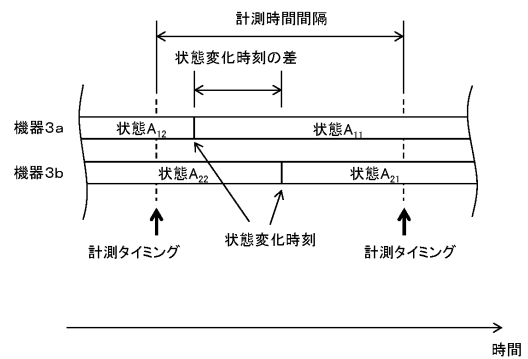 計測時間間隔
状態変化時刻の差
機器3a 状態A12 状態A11
機器3b 状態A22 状態A21
状態変化時刻
計測タイミング 計測タイミング
時間